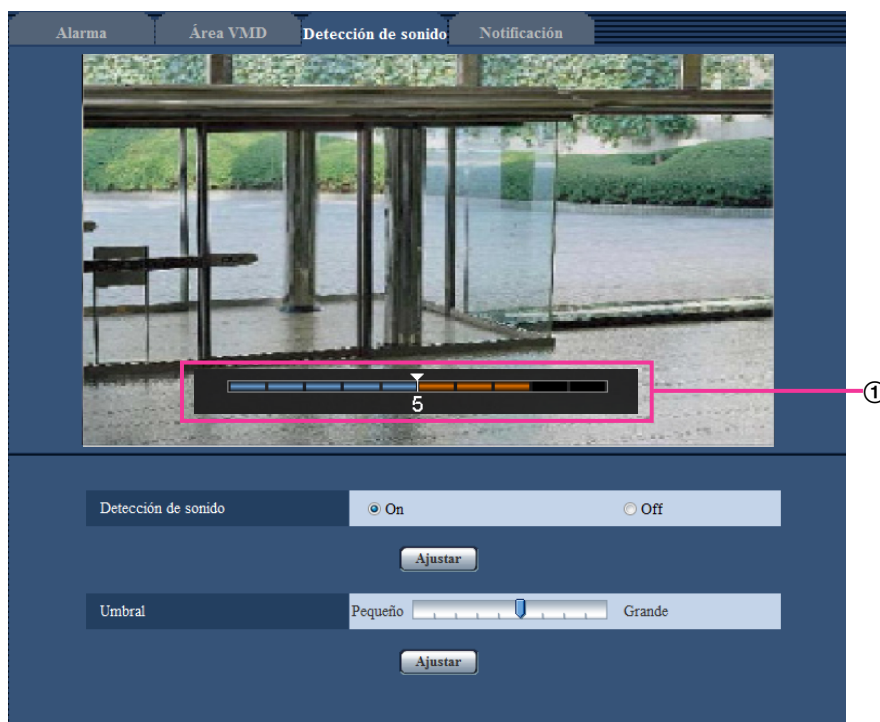 Alarma Área VMD Detección de sonido Notificación
5
①
Detección de sonido On Off
Ajustar
Umbral Pequeño Grande
Ajustar